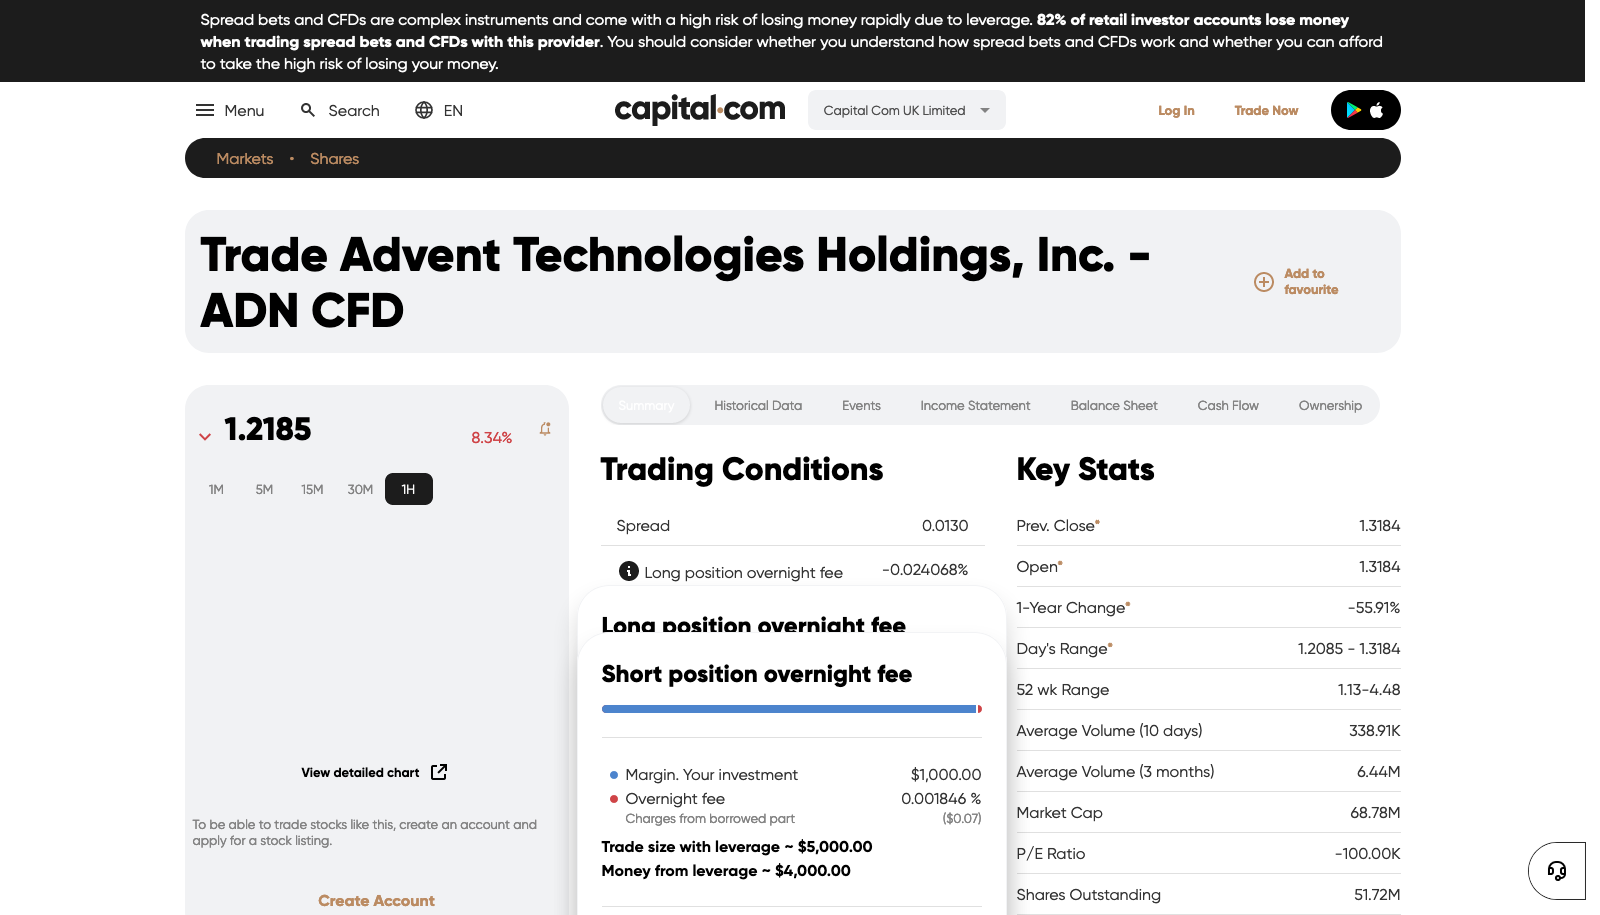 Spread bets and CFDs are complex instruments and come with a high risk of losing money rapidly due to leverage. 82% of retail investor accounts lose money
when trading spread bets and CFDs with this provider. You should consider whether you understand how spread bets and CFDs work and whether you can afford
to take the high risk of losing your money.
Menu Search EN capital.com Capital Com UK Limited Log In Trade Now
Markets • Shares
Trade Advent Technologies Holdings, Inc. -
ADN CFD
Add to
favourite
1.2185 8.34%
1M 5M 15M 30M 1H
View detailed chart
To be able to trade stocks like this, create an account and
apply for a stock listing.
Create Account
Summary Historical Data Events Income Statement Balance Sheet Cash Flow Ownership
Trading Conditions
Spread 0.0130
Long position overnight fee -0.024068%
Long position overnight fee
Short position overnight fee
Margin. Your investment $1,000.00
Overnight fee 0.001846 %
Charges from borrowed part ($0.07)
Trade size with leverage ~ $5,000.00
Money from leverage ~ $4,000.00
Key Stats
Prev. Close* 1.3184
Open* 1.3184
1-Year Change* -55.91%
Day's Range* 1.2085 - 1.3184
52 wk Range 1.13-4.48
Average Volume (10 days) 338.91K
Average Volume (3 months) 6.44M
Market Cap 68.78M
P/E Ratio -100.00K
Shares Outstanding 51.72M